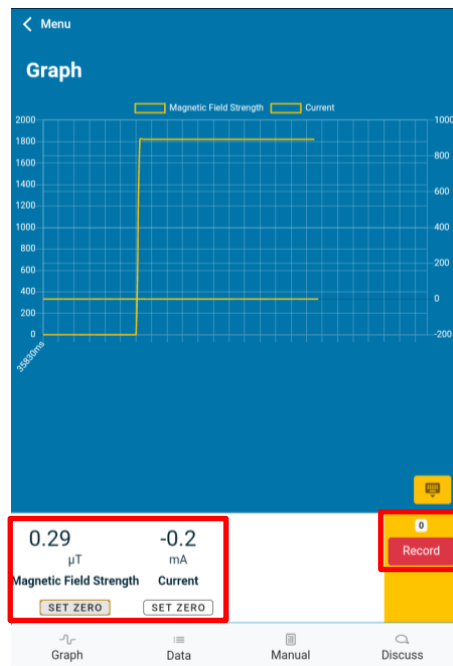 Menu
Graph
Magnetic Field Strength Current
2000 1000
1800
1600 800
1400
600
1200
1000 400
800
200
600
400 0
200
0 -200
35830ms
0
0.29 -0.2
Record
µT mA
Magnetic Field Strength Current
SET ZERO SET ZERO
Graph Data Manual Discuss